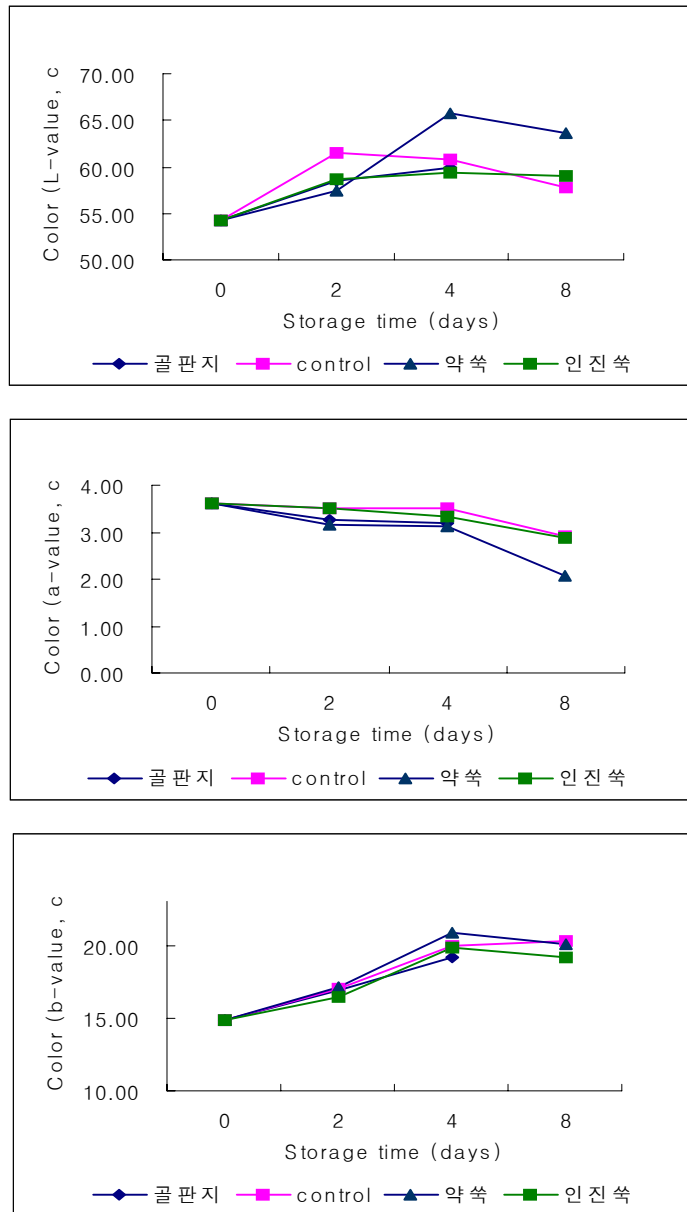 Color (L-value, c
70.00
65.00
60.00
55.00
50.00
0 2 4 8
Storage time (days)
골판지 control 약쑥 인진쑥
Color (a-value, c
4.00
3.00
2.00
1.00
0.00
0 2 4 8
Storage time (days)
골판지 control 약쑥 인진쑥
Color (b-value, c
20.00
15.00
10.00
0 2 4 8
Storage time (days)
골판지 control 약쑥 인진쑥